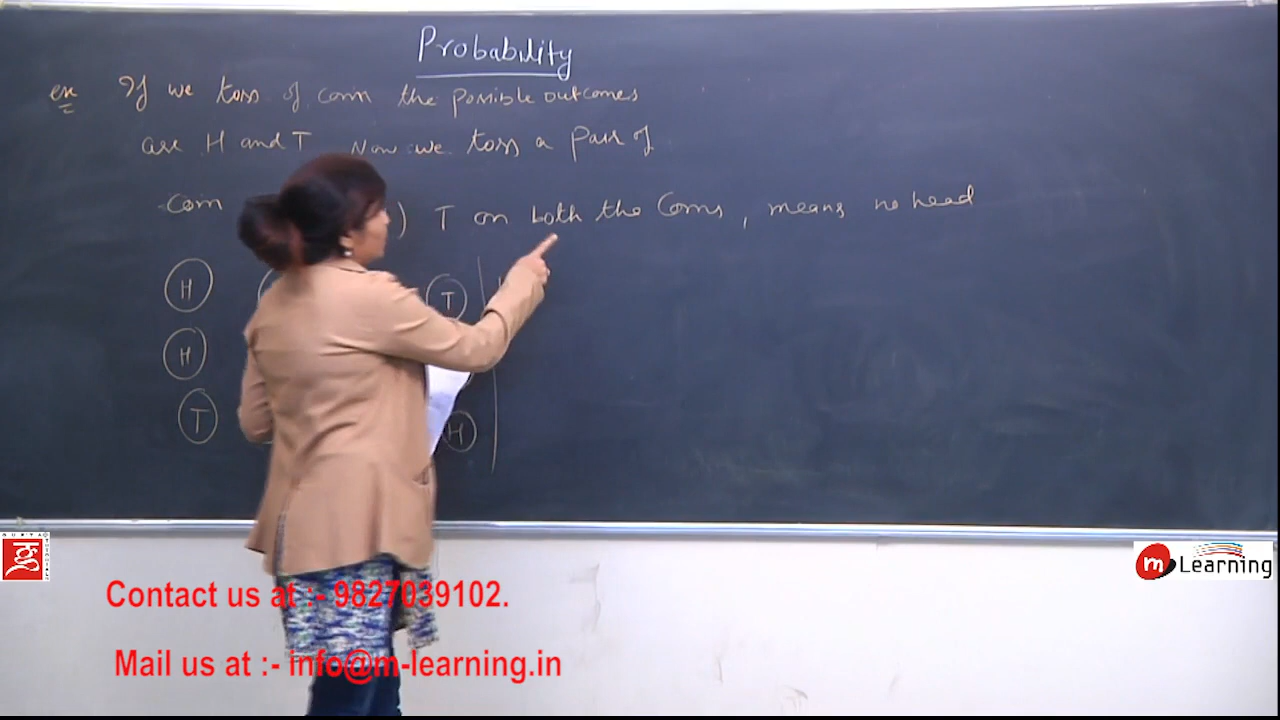 Probability
ex If we toss of coin the possible outcomes
are H and T Now we toss a Pair of
Coin ) T on both the Coins, means no head
H T
H
T H
m Learning
Contact us at :- 9827039102.
Mail us at :- info@m-learning.in